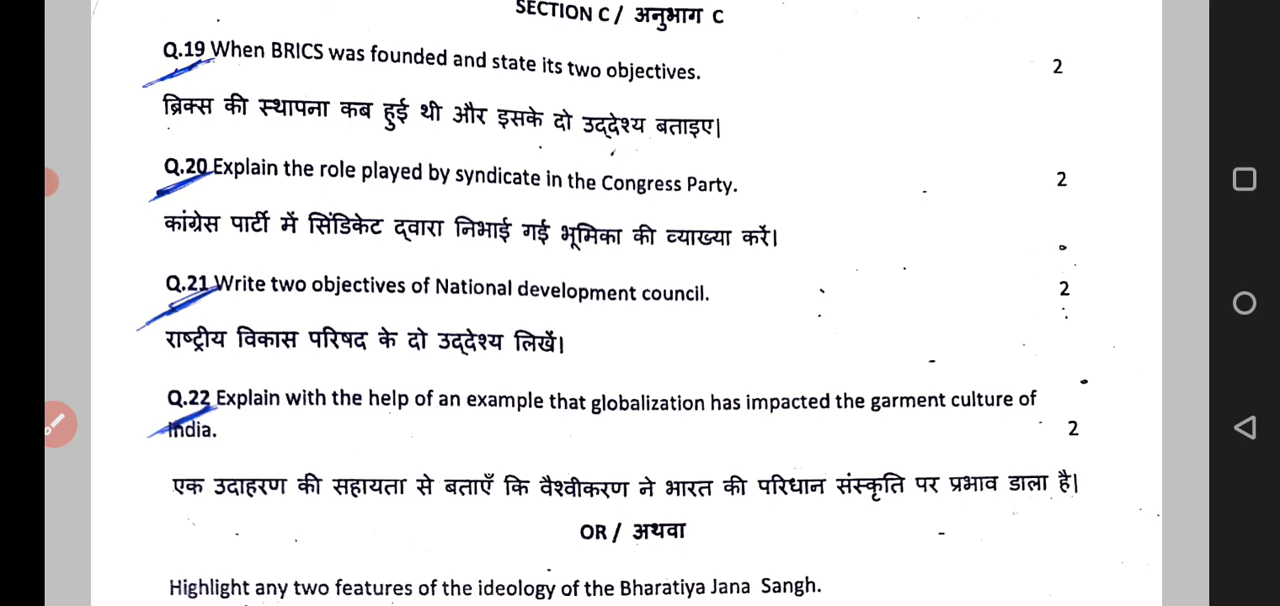 SECTION C / अनुभाग C
Q.19 When BRICS was founded and state its two objectives. 2
ब्रिक्स की स्थापना कब हुई थी और इसके दो उद्देश्य बताइए।
Q.20 Explain the role played by syndicate in the Congress Party. 2
कांग्रेस पार्टी में सिंडिकेट द्वारा निभाई गई भूमिका की व्याख्या करें।
Q.21 Write two objectives of National development council. 2
राष्ट्रीय विकास परिषद के दो उद्देश्य लिखें।
Q.22 Explain with the help of an example that globalization has impacted the garment culture of
india. 2
एक उदाहरण की सहायता से बताएँ कि वैश्वीकरण ने भारत की परिधान संस्कृति पर प्रभाव डाला है।
OR / अथवा
Highlight any two features of the ideology of the Bharatiya Jana Sangh.